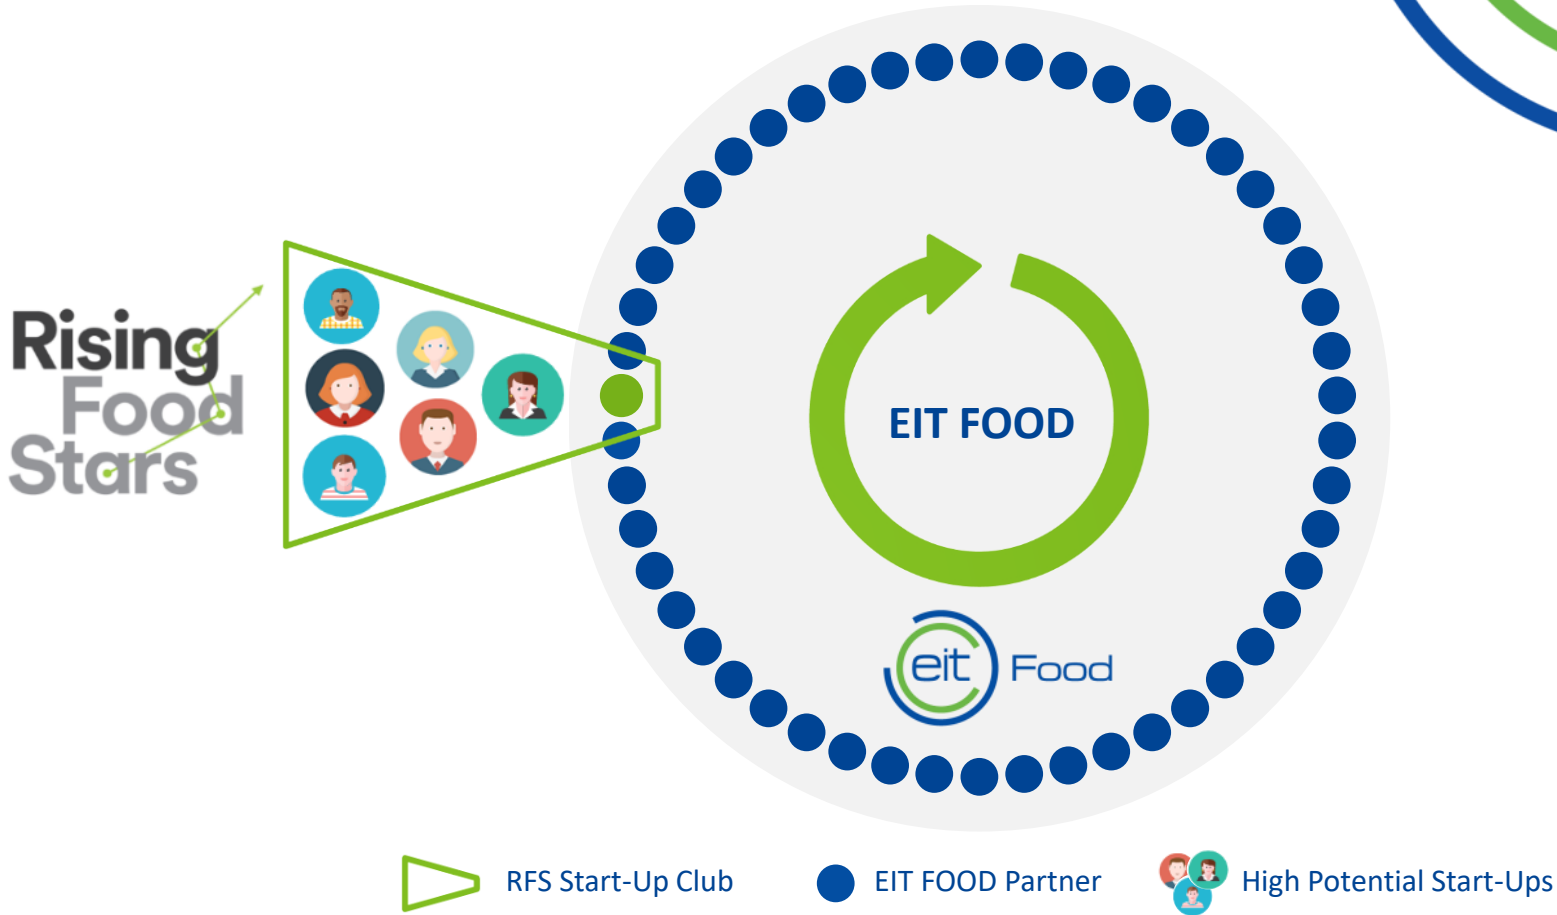 Rising
Food
Stars
EIT FOOD
eit Food
RFS Start-Up Club
EIT FOOD Partner
High Potential Start-Ups